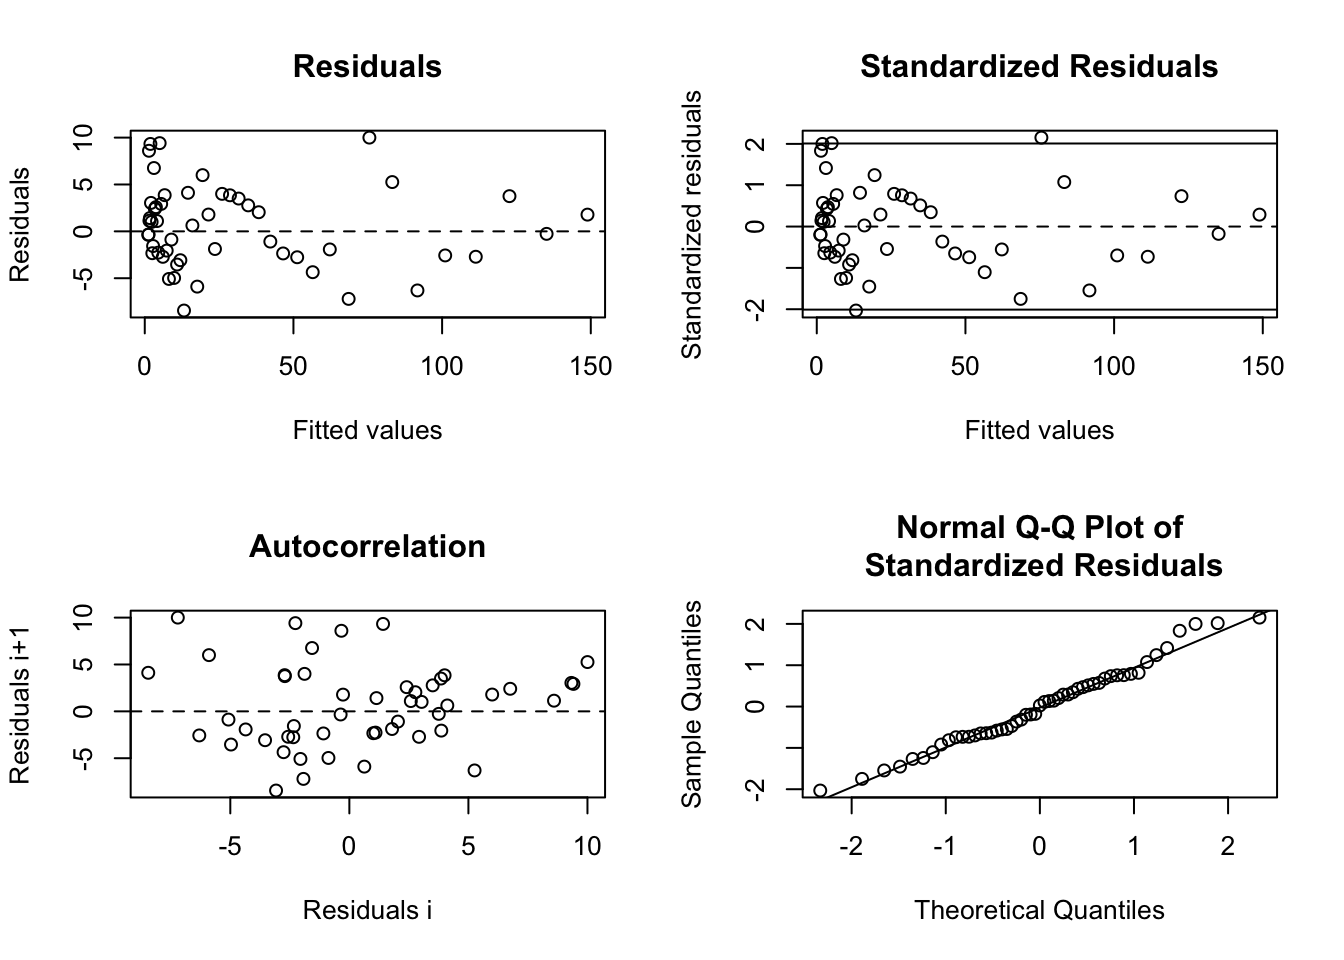 Residuals
Residuals
10
5
0
-5
0
50
100
150
Fitted values
Standardized Residuals
Standardized residuals
2
1
0
-2
0
50
100
150
Fitted values
Autocorrelation
Residuals i+1
10
5
0
-5
-5
0
5
10
Residuals i
Normal Q-Q Plot of
Standardized Residuals
Sample Quantiles
2
1
0
-2
-2
-1
0
1
2
Theoretical Quantiles